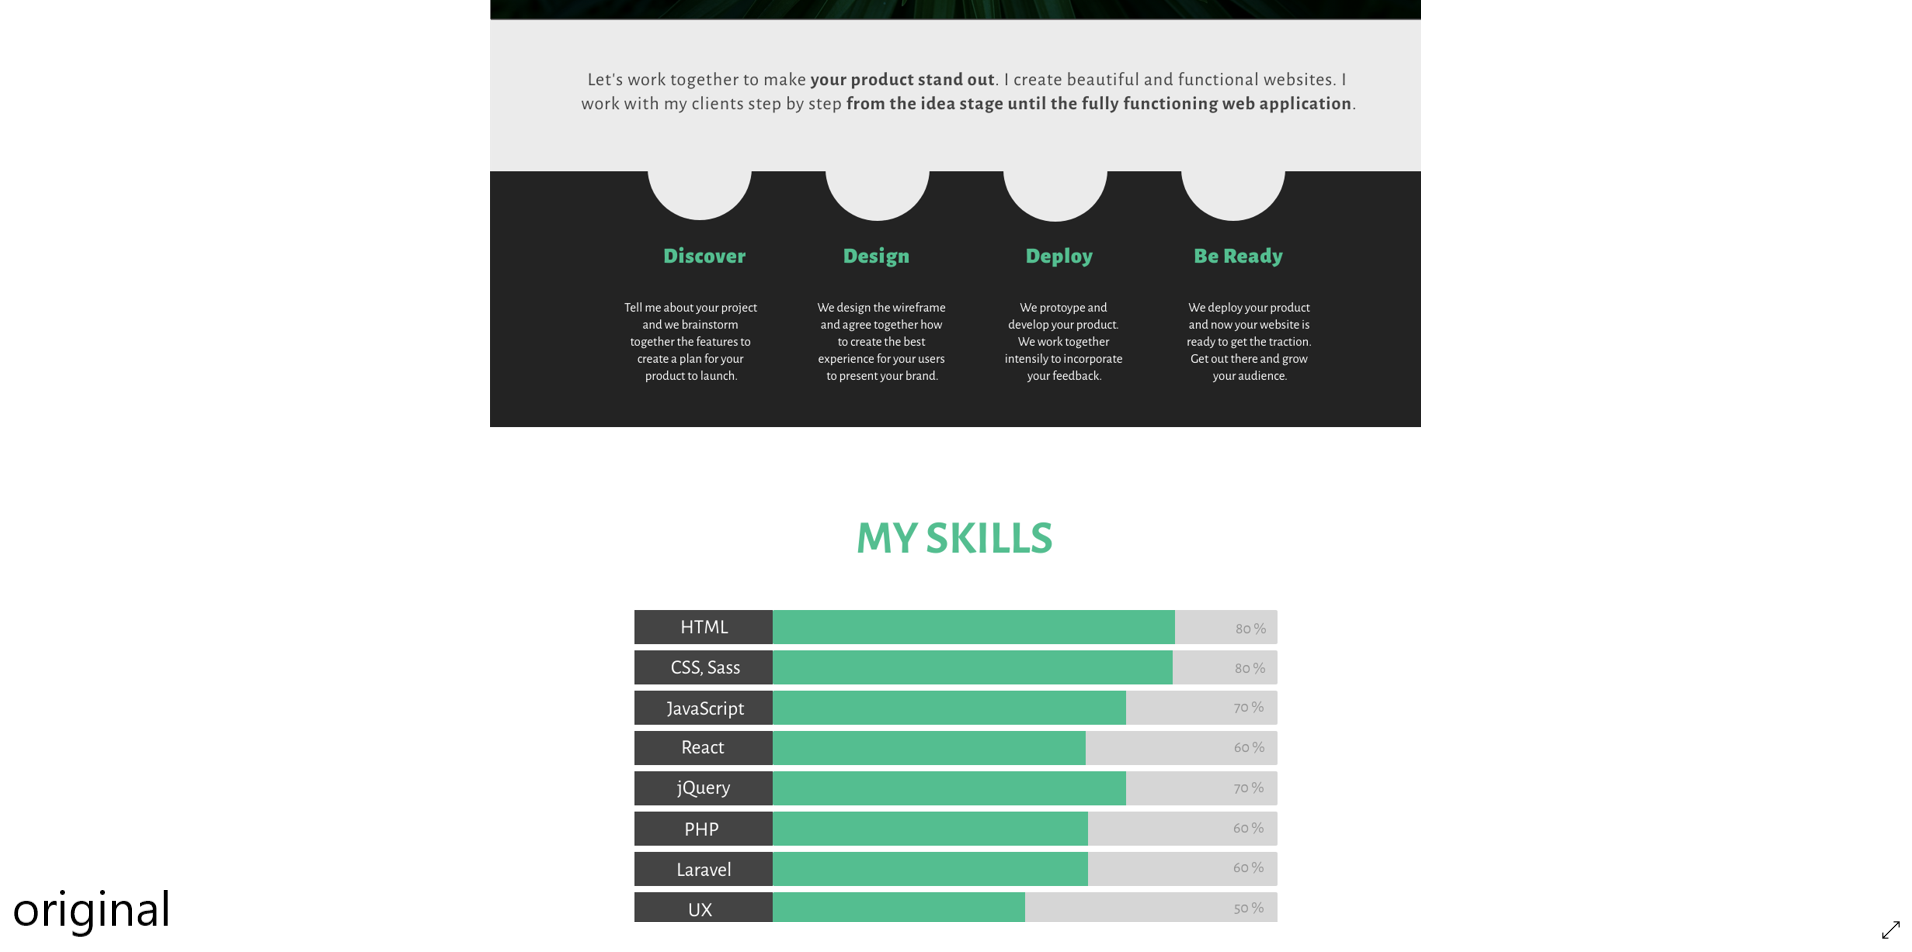 Let's work together to make your product stand out. I create beautiful and functional websites. I
work with my clients step by step from the idea stage until the fully functioning web application.
Discover
Tell me about your project
and we brainstorm
together the features to
create a plan for your
product to launch.
Design
We design the wireframe
and agree together how
to create the best
experience for your users
to present your brand.
Deploy
We protoype and
develop your product.
We work together
intensily to incorporate
your feedback.
Be Ready
We deploy your product
and now your website is
ready to get the traction.
Get out there and grow
your audience.
MY SKILLS
HTML 80 %
CSS, Sass 80 %
JavaScript 70 %
React 60 %
jQuery 70 %
PHP 60 %
Laravel 60 %
UX 50 %
original